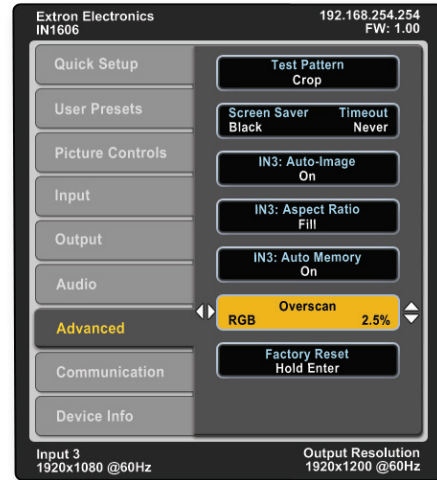 Extron Electronics 192.168.254.254
IN1606 FW: 1.00
Quick Setup
User Presets
Picture Controls
Input
Output
Audio
Advanced
Communication
Device Info
Test Pattern
Crop
Screen Saver Timeout
Black Never
IN3: Auto-Image
On
IN3: Aspect Ratio
Fill
IN3: Auto Memory
On
Overscan
RGB 2.5%
Factory Reset
Hold Enter
Input 3 Output Resolution
1920x1080 @60Hz 1920x1200 @60Hz